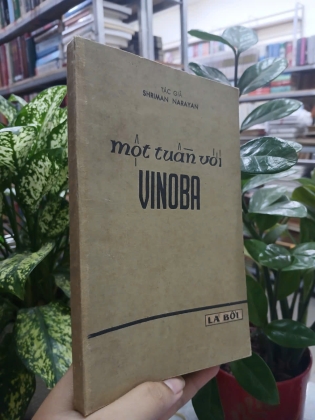 TÁC GIẢ
SHRIMAN NARAYAN
một tuần với
VINOBA
LÁ BỐI